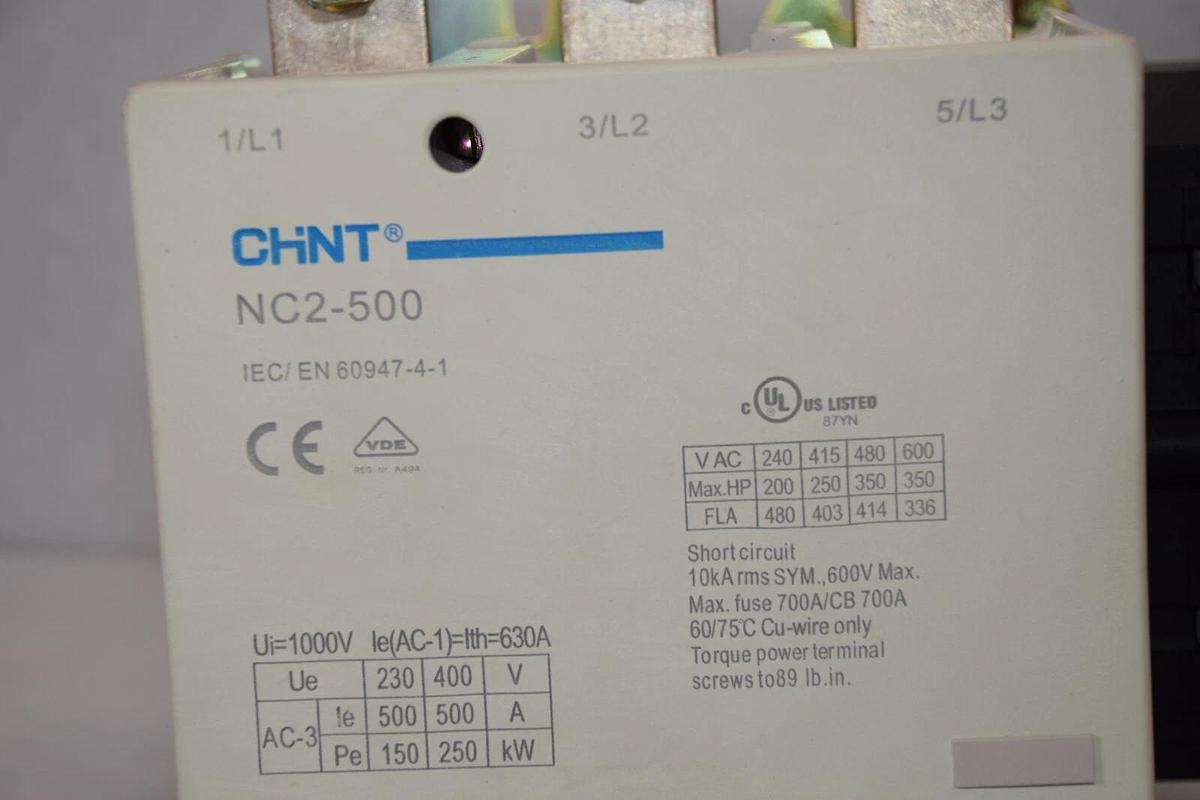 1/L1 3/L2 5/L3
CHiNT®
NC2-500
IEC/ EN 60947-4-1
CE VDE
REG.-Nr. A494
c UL® US LISTED
87YN
V AC 240 415 480 600
Max.HP 200 250 350 350
FLA 480 403 414 336
Short circuit
10kA rms SYM.,600V Max.
Max. fuse 700A/CB 700A
60/75℃ Cu-wire only
Torque power terminal
screws to89 lb.in.
Ui=1000V Ie(AC-1)=Ith=630A
Ue 230 400 V
AC-3 Ie 500 500 A
Pe 150 250 kW